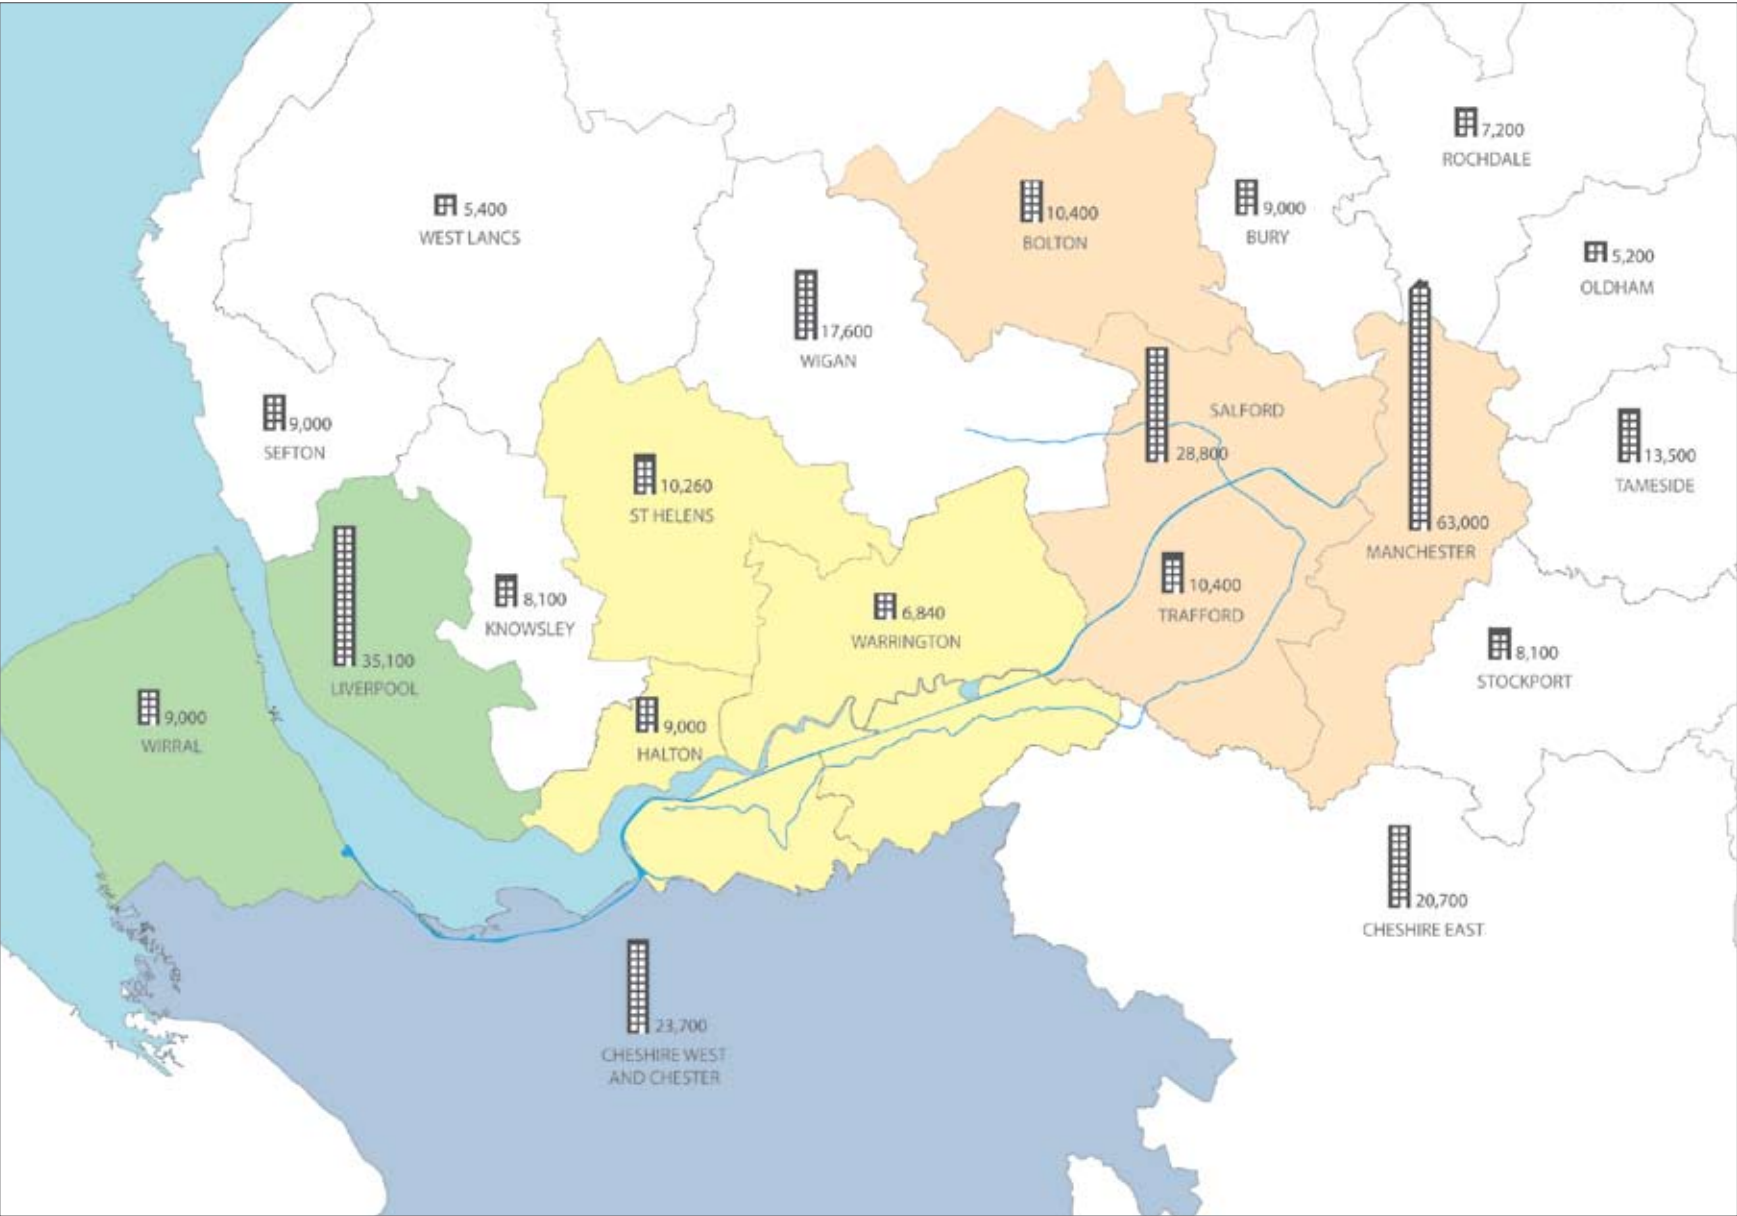 7,200
ROCHDALE
5,400
WEST LANCS
10,400
BOLTON
9,000
BURY
5,200
OLDHAM
17,600
WIGAN
9,000
SEFTON
SALFORD
28,800
13,500
TAMESIDE
10,260
ST HELENS
63,000
MANCHESTER
8,100
KNOWSLEY
6,840
WARRINGTON
10,400
TRAFFORD
35,100
LIVERPOOL
8,100
STOCKPORT
9,000
WIRRAL
9,000
HALTON
20,700
CHESHIRE EAST
23,700
CHESHIRE WEST
AND CHESTER